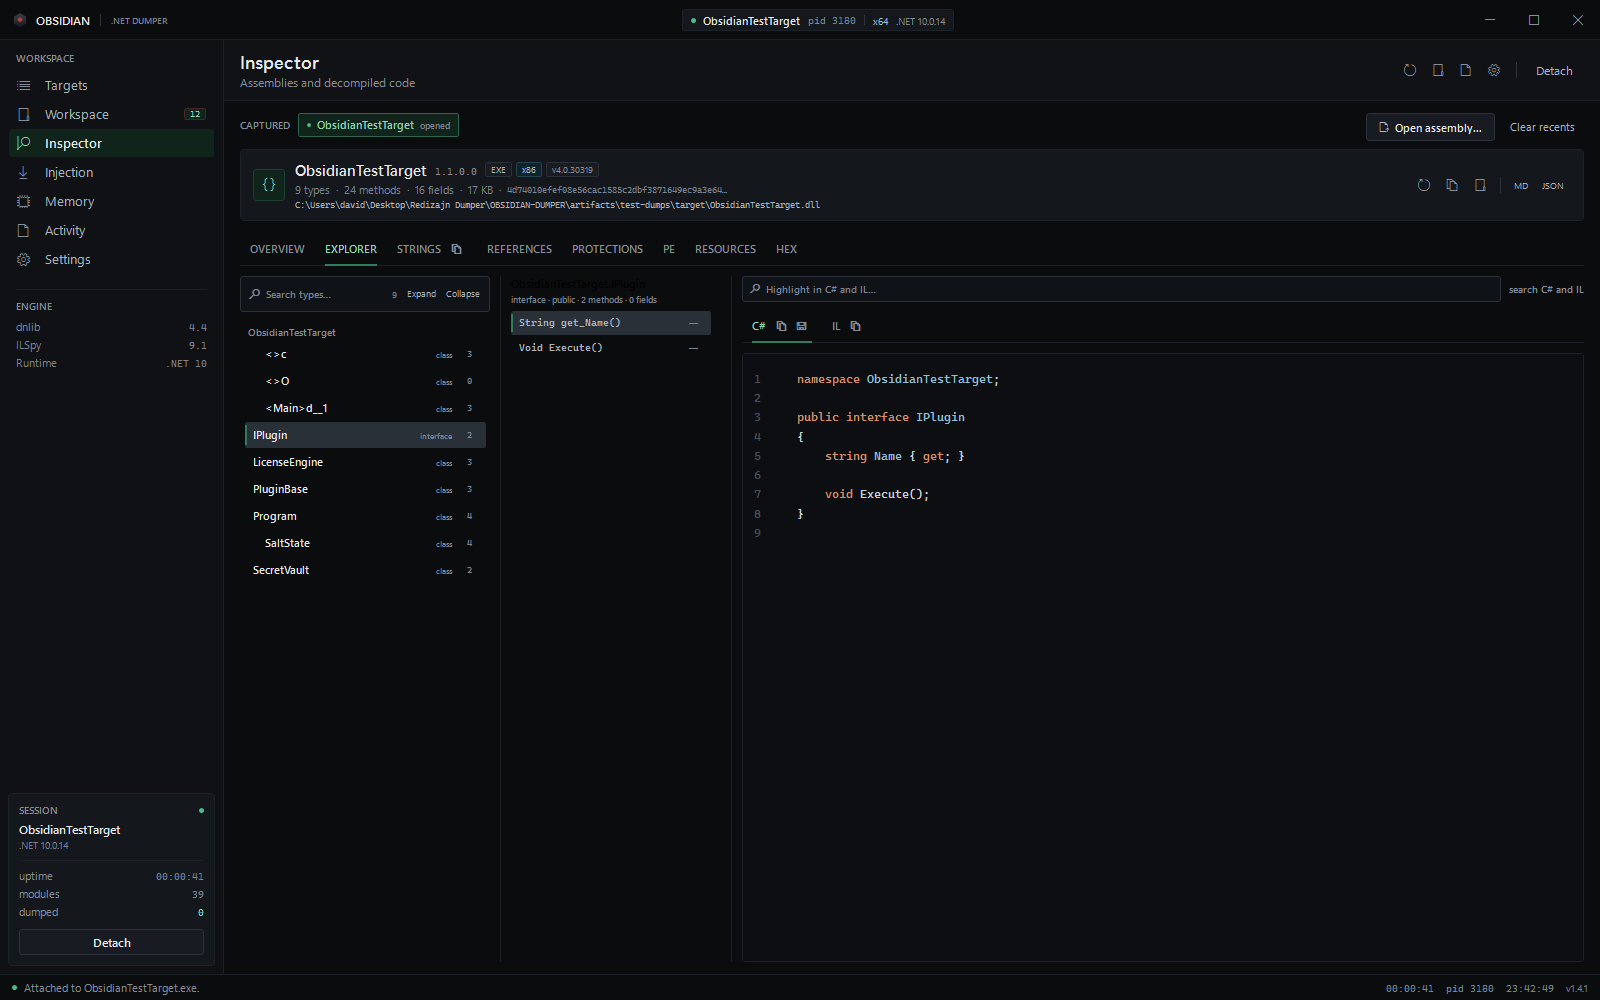 OBSIDIAN .NET DUMPER
ObsidianTestTarget pid 3180 x64 .NET 10.0.14
WORKSPACE
Targets
Workspace 12
Inspector
Injection
Memory
Activity
Settings
ENGINE
dnlib 4.4
ILSpy 9.1
Runtime .NET 10
SESSION
ObsidianTestTarget
.NET 10.0.14
uptime 00:00:41
modules 39
dumped 0
Detach
Inspector
Assemblies and decompiled code
Detach
CAPTURED ObsidianTestTarget opened
Open assembly... Clear recents
{} ObsidianTestTarget 1.1.0.0 EXE x86 v4.0.30319
9 types · 24 methods · 16 fields · 17 KB · 4d74010efef08e56cac1585c2dbf3871649ec9a3e64…
C:\Users\david\Desktop\Redizajn Dumper\OBSIDIAN-DUMPER\artifacts\test-dumps\target\ObsidianTestTarget.dll
MD JSON
OVERVIEW EXPLORER STRINGS REFERENCES PROTECTIONS PE RESOURCES HEX
Search types... 9 Expand Collapse
ObsidianTestTarget
<>c class 3
<>O class 0
<Main>d__1 class 3
IPlugin interface 2
LicenseEngine class 3
PluginBase class 3
Program class 4
SaltState class 4
SecretVault class 2
ObsidianTestTarget.IPlugin
interface · public · 2 methods · 0 fields
String get_Name() —
Void Execute() —
Highlight in C# and IL... search C# and IL
C# IL
1 namespace ObsidianTestTarget;
2
3 public interface IPlugin
4 {
5 string Name { get; }
6
7 void Execute();
8 }
9
Attached to ObsidianTestTarget.exe.
00:00:41 pid 3180 23:42:49 v1.4.1